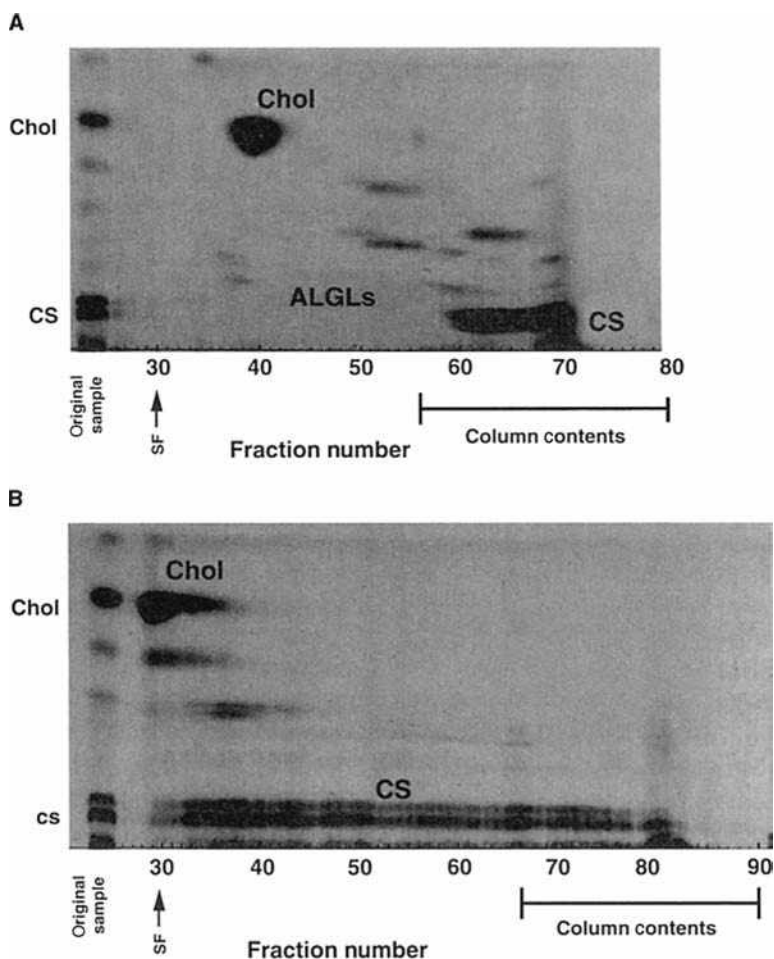 A
Chol
Chol
ALGLs
CS
CS
30 40 50 60 70 80
Original sample
SF
Fraction number
Column contents
B
Chol
Chol
CS
cs
30 40 50 60 70 80 90
Original sample
SF
Fraction number
Column contents